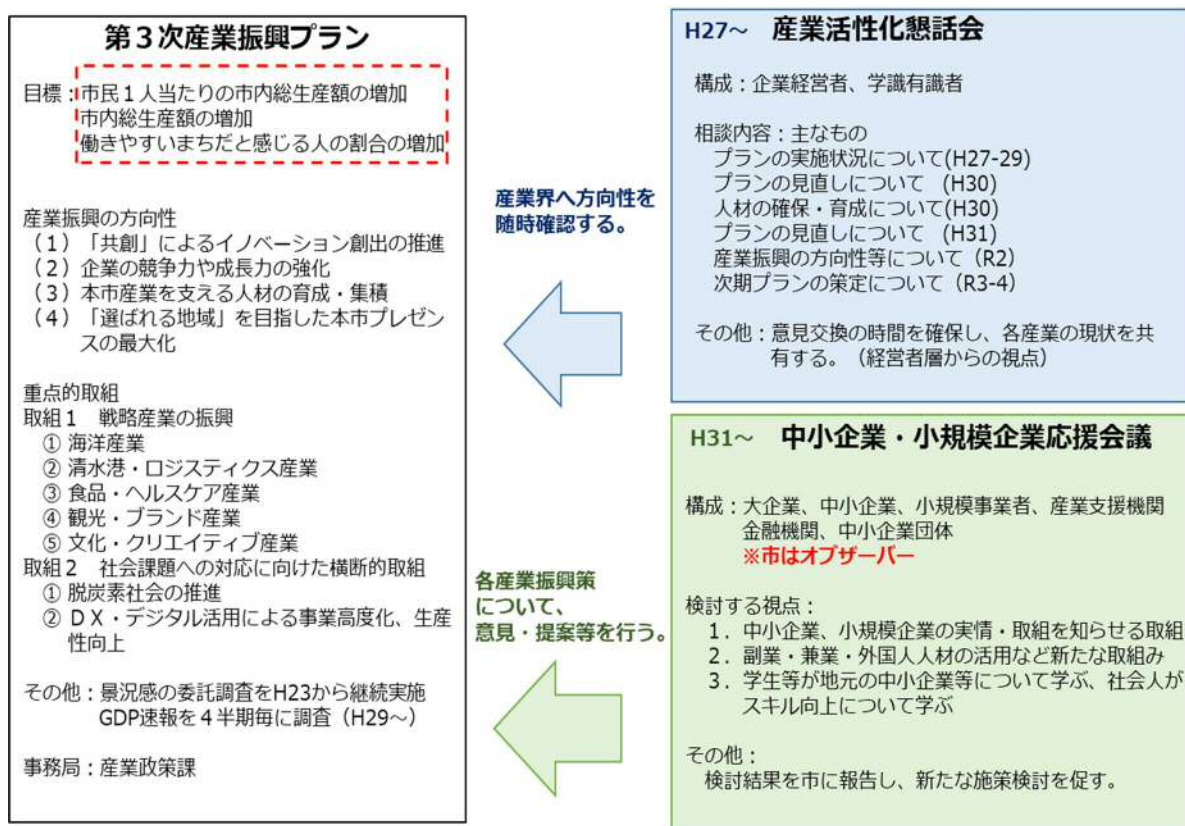 第３次産業振興プラン
目標：市民１人当たりの市内総生産額の増加
市内総生産額の増加
働きやすいまちだと感じる人の割合の増加
産業振興の方向性
（１）「共創」によるイノベーション創出の推進
（２）企業の競争力や成長力の強化
（３）本市産業を支える人材の育成・集積
（４）「選ばれる地域」を目指した本市プレゼン
スの最大化
重点的取組
取組１　戦略産業の振興
① 海洋産業
② 清水港・ロジスティクス産業
③ 食品・ヘルスケア産業
④ 観光・ブランド産業
⑤ 文化・クリエイティブ産業
取組２　社会課題への対応に向けた横断的取組
① 脱炭素社会の推進
② ＤＸ・デジタル活用による事業高度化、生産
性向上
その他：景況感の委託調査をH23から継続実施
GDP速報を４半期毎に調査（H29～）
事務局：産業政策課
産業界へ方向性を
随時確認する。
各産業振興策
について、
意見・提案等を行う。
H27～　産業活性化懇話会
構成：企業経営者、学識有識者
相談内容：主なもの
プランの実施状況について(H27-29)
プランの見直しについて　(H30)
人材の確保・育成について(H30)
プランの見直しについて　(H31)
産業振興の方向性等について（R2）
次期プランの策定について（R3-4）
その他：意見交換の時間を確保し、各産業の現状を共
有する。（経営者層からの視点）
H31～　中小企業・小規模企業応援会議
構成：大企業、中小企業、小規模事業者、産業支援機関
金融機関、中小企業団体
※市はオブザーバー
検討する視点：
１．中小企業、小規模企業の実情・取組を知らせる取組
２．副業・兼業・外国人人材の活用など新たな取組み
３．学生等が地元の中小企業等について学ぶ、社会人が
スキル向上について学ぶ
その他：
検討結果を市に報告し、新たな施策検討を促す。